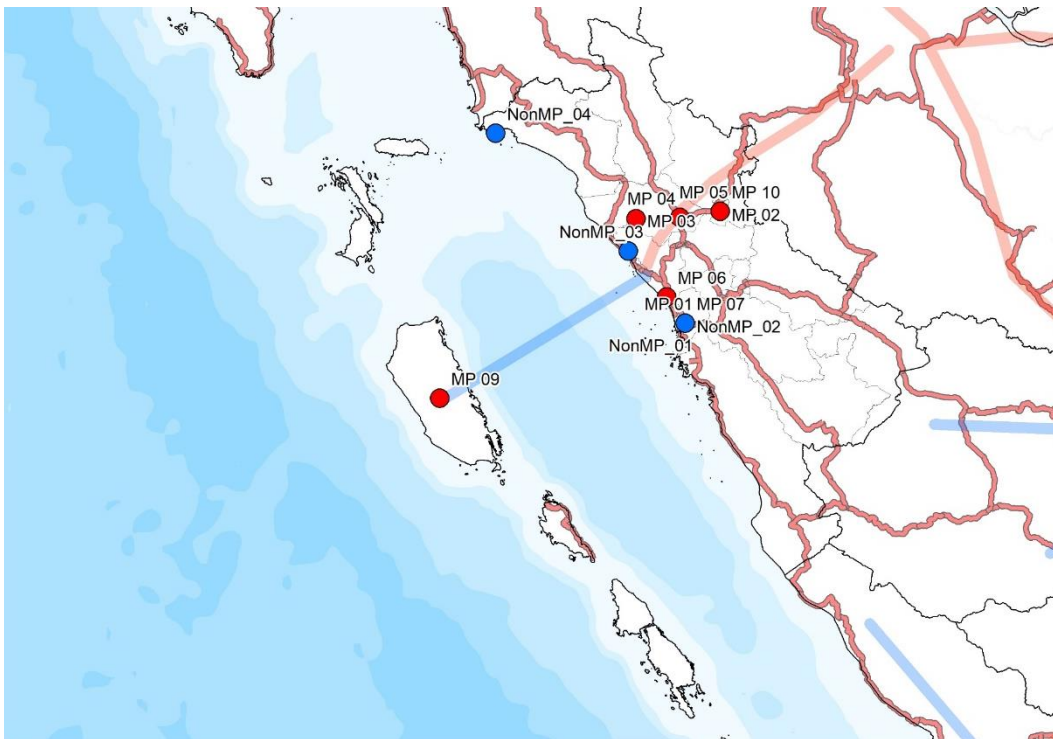 NonMP_04
MP 04
MP 05
MP 10
MP 03
MP 02
NonMP_03
MP 06
MP 01
MP 07
NonMP_02
NonMP_01
MP 09